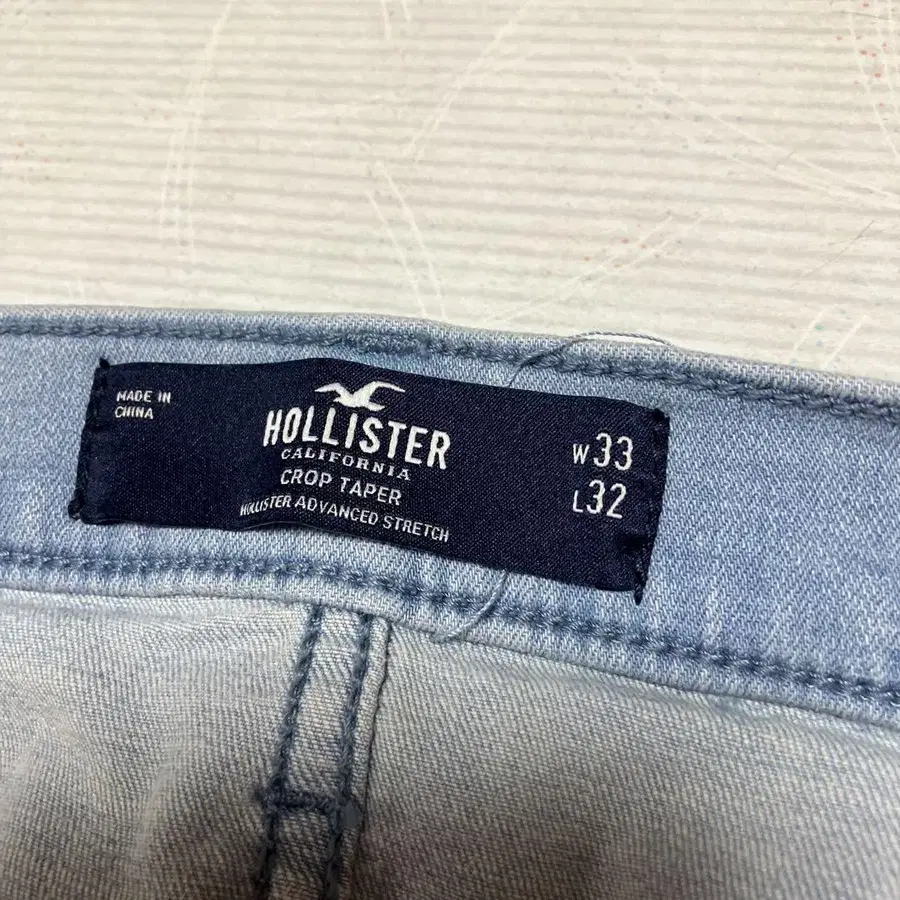 MADE IN
CHINA
HOLLISTER
CALIFORNIA
CROP TAPER
HOLLISTER ADVANCED STRETCH
W33
L32